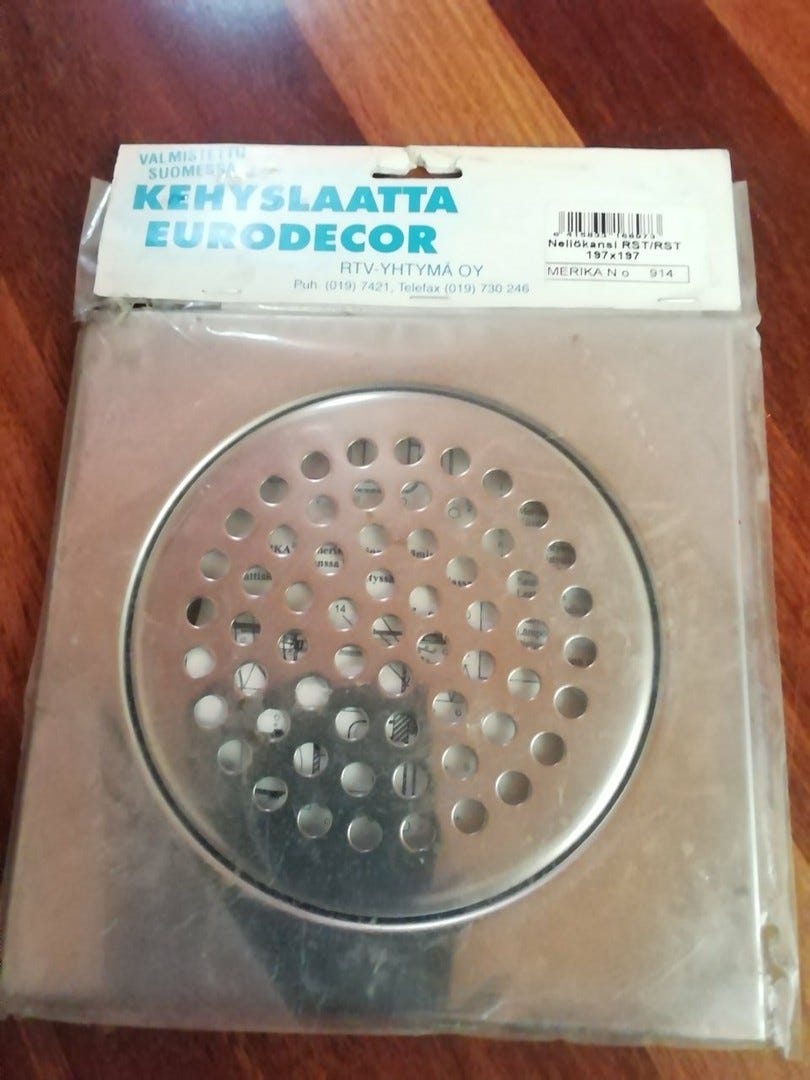 VALMISTETTU
SUOMESSA
KEHYSLAATTA
EURODECOR
RTV-YHTYMÄ OY
Puh. (019) 7421, Telefax (019) 730 246
Neliökansi RST/RST
197x197
MERIKA No 914
14